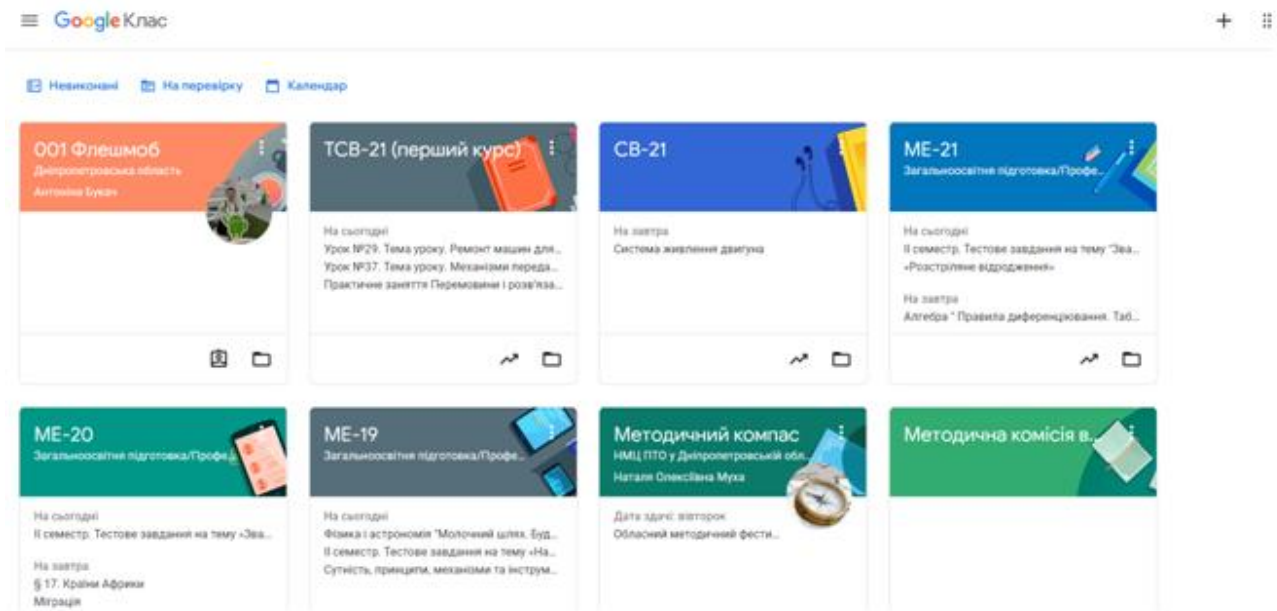 Google Клас
Невиконані На перевірку Календар
001 Флешмоб
Дніпропетровська область
Антоніна Букач
ТСВ-21 (перший курс)
На сьогодні
Урок №29. Тема уроку. Ремонт машин для...
Урок №37. Тема уроку. Механізми переда...
Практичне заняття Перемовини і розв'яза...
СВ-21
На завтра
Система живлення двигуна
МЕ-21
Загальноосвітня підготовка/Профе...
На сьогодні
ІІ семестр. Тестове завдання на тему "Зва...
«Розстріляне відродження»
На завтра
Алгебра " Правила диференціювання. Таб...
МЕ-20
Загальноосвітня підготовка/Профе...
На сьогодні
ІІ семестр. Тестове завдання на тему «Зва...
На завтра
§ 17. Країни Африки
Міграція
МЕ-19
Загальноосвітня підготовка/Профе...
На сьогодні
Фізика і астрономія "Молочний шлях. Буд...
ІІ семестр. Тестове завдання на тему «На...
Сутність, принципи, механізми та інструм...
Методичний компас
НМЦ ПТО у Дніпропетровській обл...
Наталя Олексіївна Муха
Дата здачі: вівторок
Обласний методичний фести...
Методична комісія в...